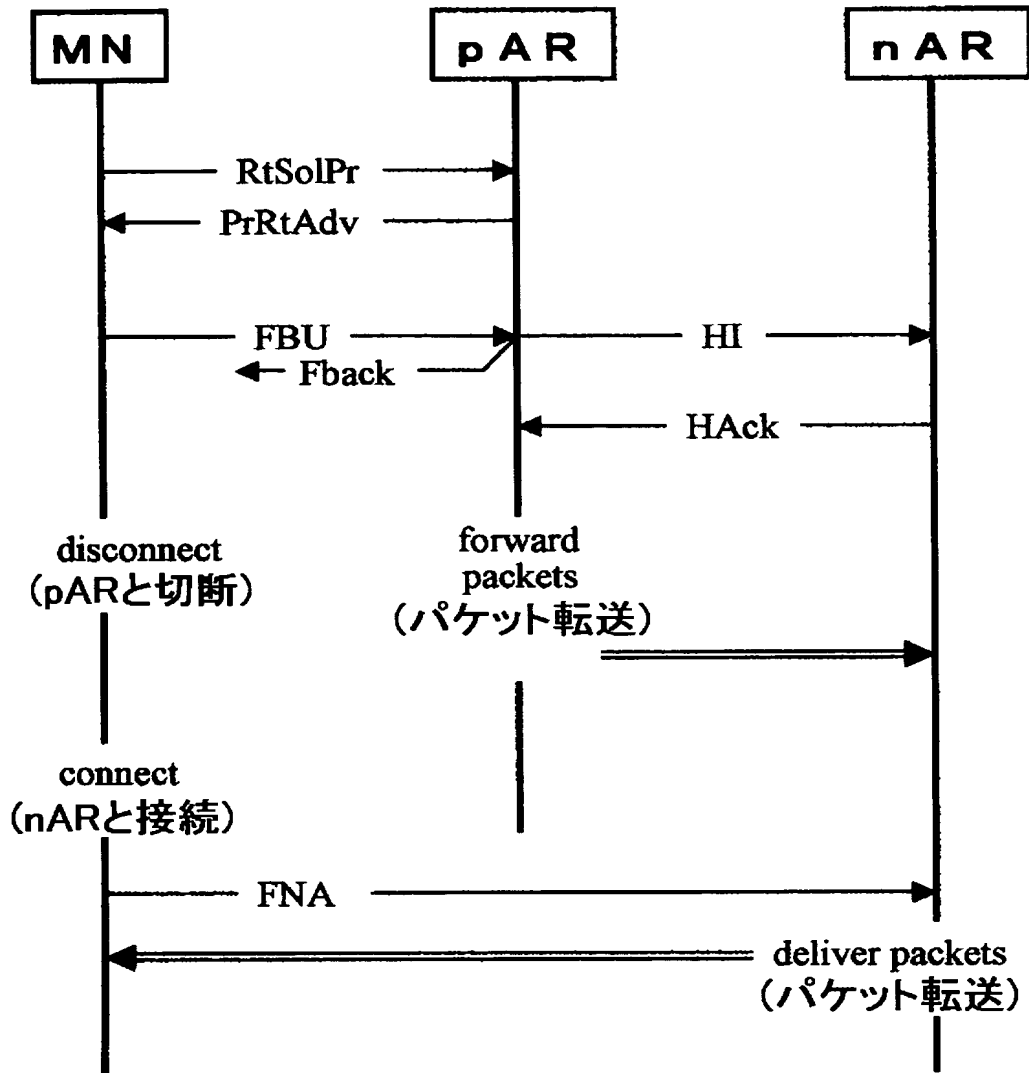 MN
pAR
nAR
RtSolPr
PrRtAdv
FBU
HI
Fback
HAck
disconnect
(pARと切断)
forward
packets
(パケット転送)
connect
(nARと接続)
FNA
deliver packets
(パケット転送)